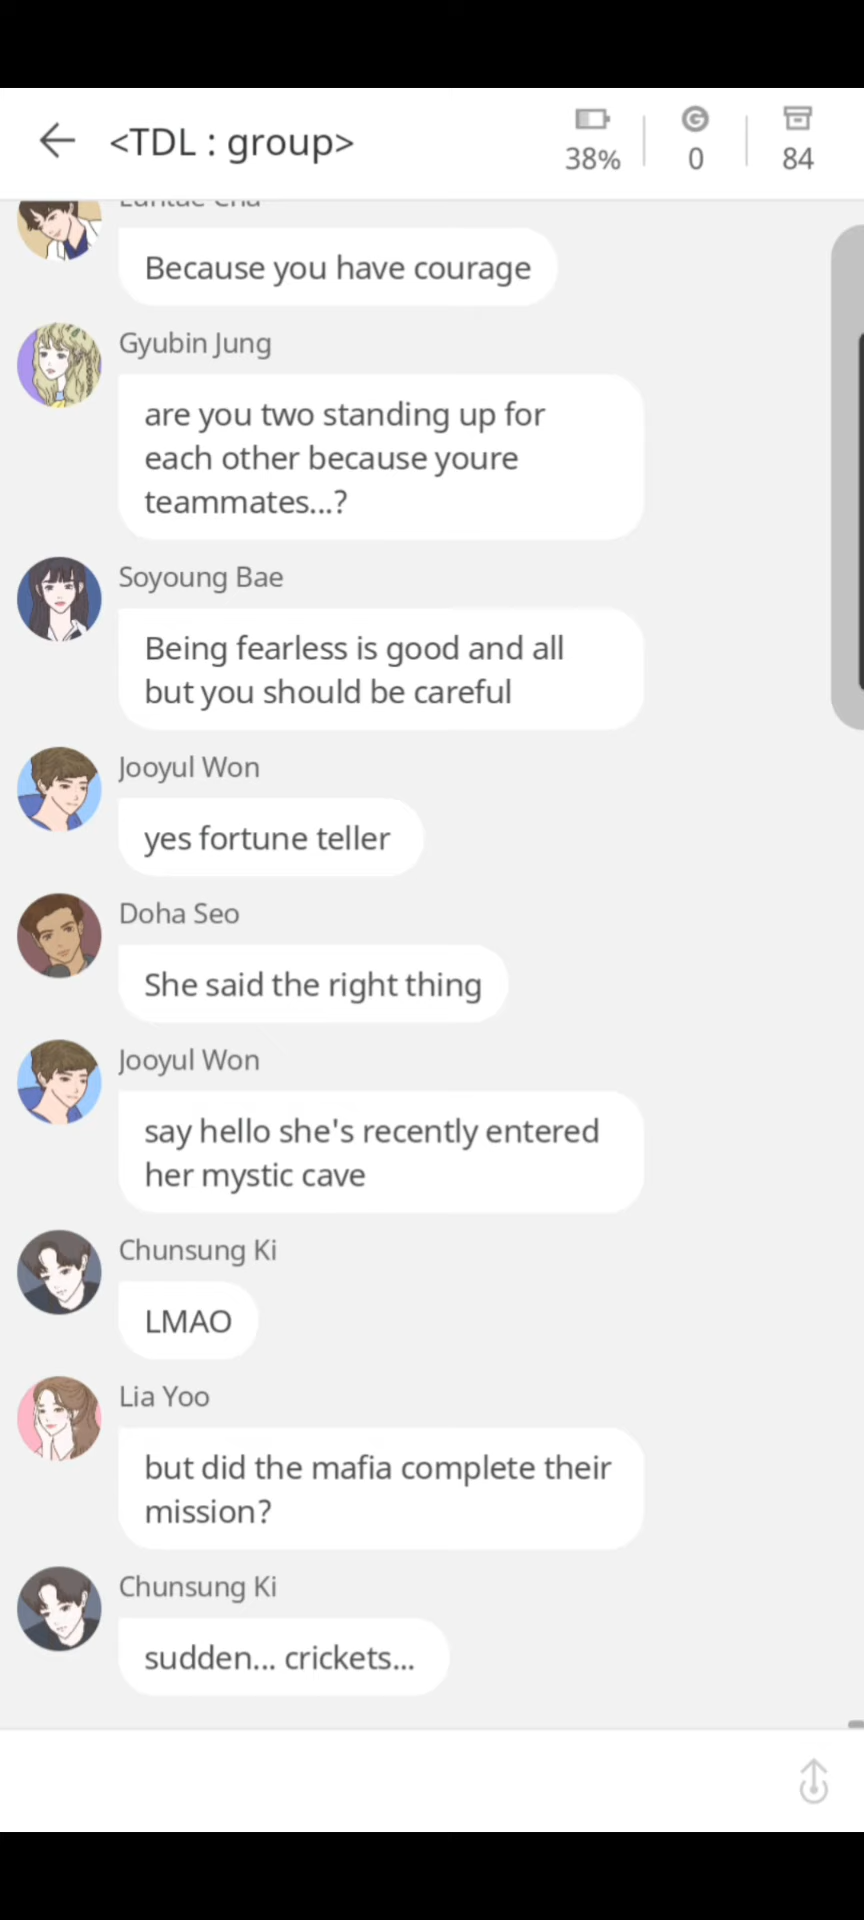 <TDL : group>
38%
0
84
Because you have courage
Gyubin Jung
are you two standing up for
each other because youre
teammates...?
Soyoung Bae
Being fearless is good and all
but you should be careful
Jooyul Won
yes fortune teller
Doha Seo
She said the right thing
Jooyul Won
say hello she's recently entered
her mystic cave
Chunsung Ki
LMAO
Lia Yoo
but did the mafia complete their
mission?
Chunsung Ki
sudden... crickets...